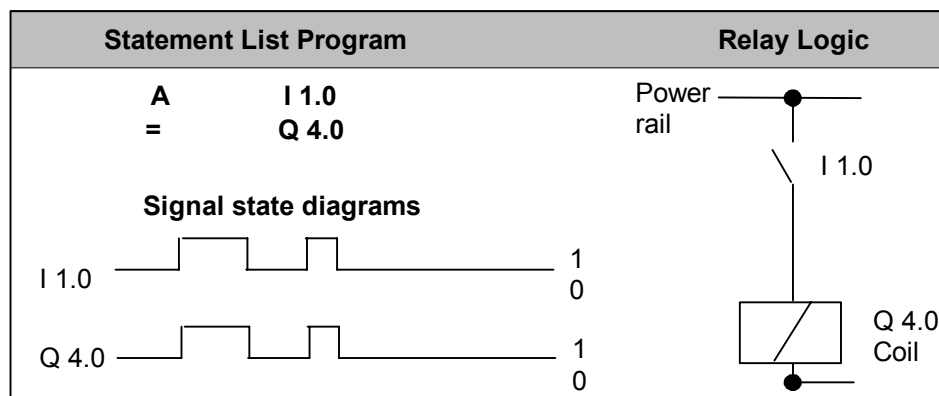 Statement List Program
Relay Logic
A I 1.0
= Q 4.0
Signal state diagrams
I 1.0
1
0
Q 4.0
1
0
Power
rail
I 1.0
Q 4.0
Coil